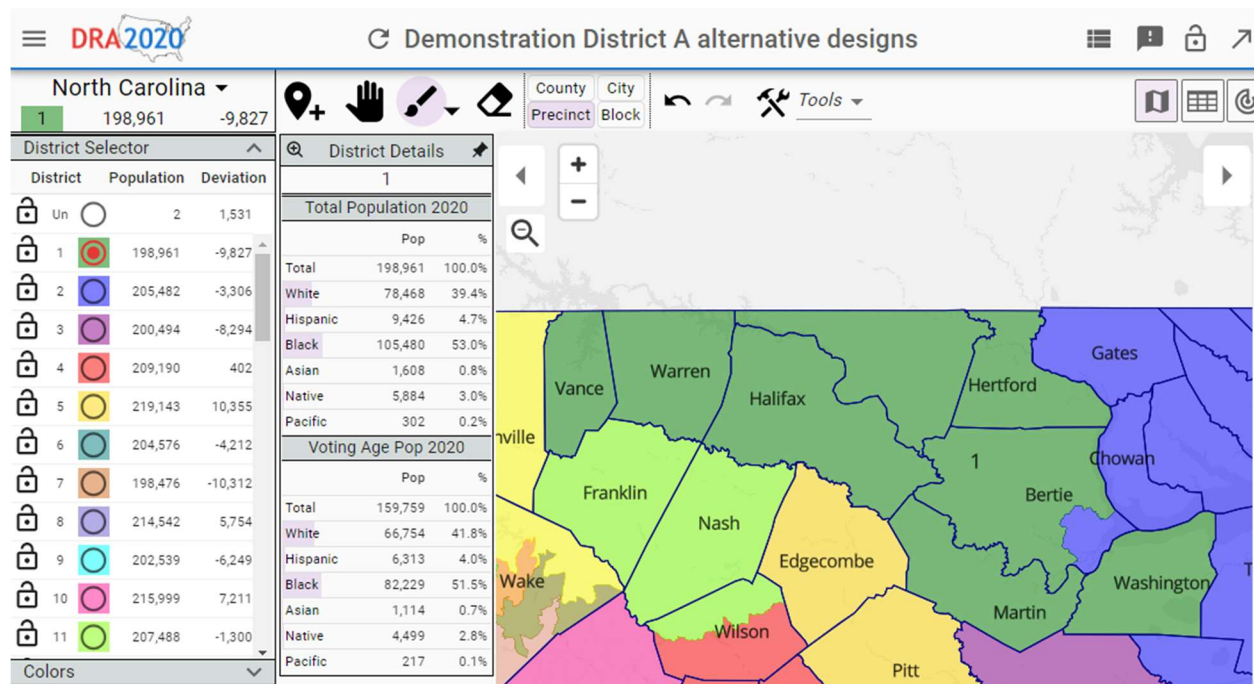 DRA2020
Demonstration District A alternative designs
North Carolina
1 198,961 -9,827
County City
Precinct Block
Tools
District Selector
District Population Deviation
Un 2 1,531
1 198,961 -9,827
2 205,482 -3,306
3 200,494 -8,294
4 209,190 402
5 219,143 10,355
6 204,576 -4,212
7 198,476 -10,312
8 214,542 5,754
9 202,539 -6,249
10 215,999 7,211
11 207,488 -1,300
Colors
District Details
1
Total Population 2020
Pop %
Total 198,961 100.0%
White 78,468 39.4%
Hispanic 9,426 4.7%
Black 105,480 53.0%
Asian 1,608 0.8%
Native 5,884 3.0%
Pacific 302 0.2%
Voting Age Pop 2020
Pop %
Total 159,759 100.0%
White 66,754 41.8%
Hispanic 6,313 4.0%
Black 82,229 51.5%
Asian 1,114 0.7%
Native 4,499 2.8%
Pacific 217 0.1%
Gates
Warren
Hertford
Vance
Halifax
nville
Chowan
1
Franklin
Bertie
Nash
Edgecombe
Wake
Washington
T
Martin
Wilson
Pitt